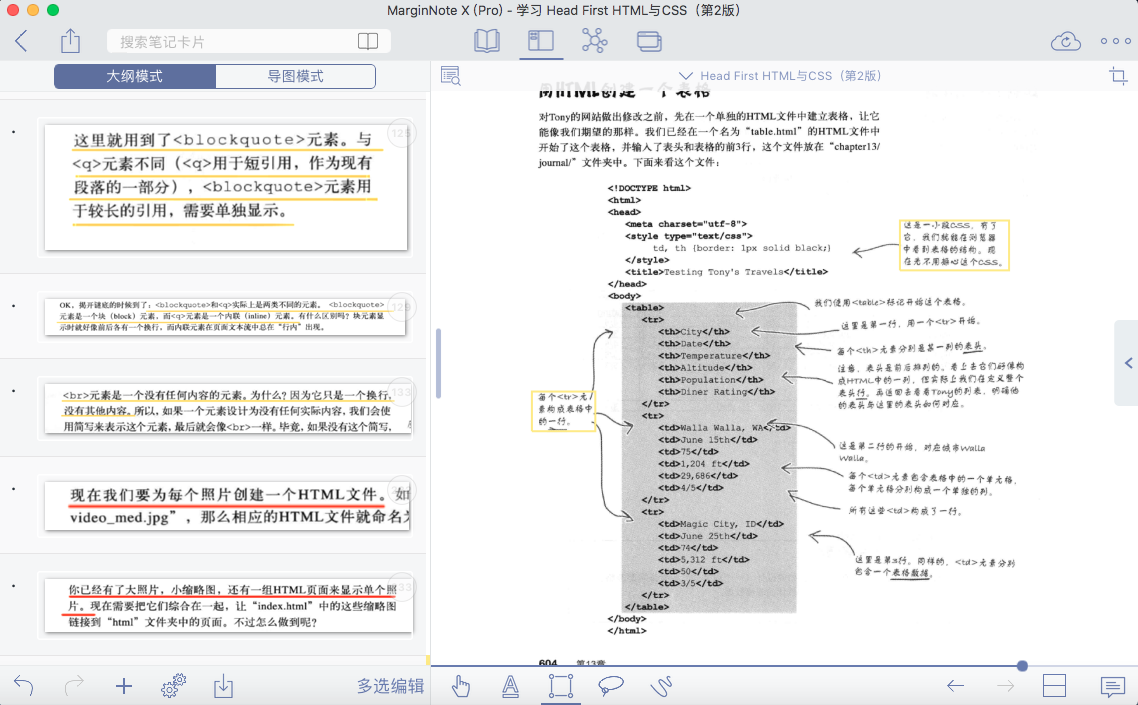 MarginNote X (Pro) - 学习 Head First HTML与CSS（第2版）
搜索笔记卡片
大纲模式
导图模式
125
这里就用到了<blockquote>元素。与
<q>元素不同（<q>用于短引用，作为现有
段落的一部分），<blockquote>元素用
于较长的引用，需要单独显示。
129
OK，揭开谜底的时候到了：<blockquote>和<q>实际上是两类不同的元素。 <blockquote>
元素是一个块（block）元素，而<q>元素是一个内联（inline）元素。有什么区别吗？块元素显
示时就好像前后各有一个换行，而内联元素在页面文本流中总在“行内”出现。
133
<br>元素是一个没有任何内容的元素。为什么？因为它只是一个换行，
没有其他内容。所以，如果一个元素设计为没有任何实际内容，我们会使
用简写来表示这个元素，最后就会像<br>一样。毕竟，如果没有这个简写，
现在我们要为每个照片创建一个HTML文件。如
video_med.jpg”，那么相应的HTML文件就命名为
你已经有了大照片，小缩略图，还有一组HTML页面来显示单个照
片。现在需要把它们综合在一起，让“index.html”中的这些缩略图
链接到“html”文件夹中的页面。不过怎么做到呢？
多选编辑
Head First HTML与CSS（第2版）
用HTML创建一个表格
对Tony的网站做出修改之前，先在一个单独的HTML文件中建立表格，让它
能像我们期望的那样。我们已经在一个名为“table.html”的HTML文件中
开始了这个表格，并输入了表头和表格的前3行，这个文件放在“chapter13/
journal/”文件夹中。下面来看这个文件：
<!DOCTYPE html>
<html>
<head>
<meta charset="utf-8">
<style type="text/css">
td, th {border: 1px solid black;}
</style>
<title>Testing Tony's Travels</title>
</head>
<body>
<table>
<tr>
<th>City</th>
<th>Date</th>
<th>Temperature</th>
<th>Altitude</th>
<th>Population</th>
<th>Diner Rating</th>
</tr>
<tr>
<td>Walla Walla, WA</td>
<td>June 15th</td>
<td>75</td>
<td>1,204 ft</td>
<td>29,686</td>
<td>4/5</td>
</tr>
<tr>
<td>Magic City, ID</td>
<td>June 25th</td>
<td>74</td>
<td>5,312 ft</td>
<td>50</td>
<td>3/5</td>
</tr>
</table>
</body>
</html>
这是一小段CSS，有了
它，我们就能在浏览器
中看到表格的结构。现
在先不用担心这个CSS。
我们使用<table>标记开始这个表格。
这里是第一行，用一个<tr>开始。
每个<th>元素分别是某一列的表头。
注意，表头是前后排列的。看上去它们好像构
成HTML中的一列，但实际上我们在定义整个
表头行。再返回去看看Tony的列表，明确他
的表头与这里的表头如何对应。
每个<tr>元
素构成表格中
的一行。
这是第二行的开始，对应城市Walla
Walla。
每个<td>元素包含表格中的一个单元格，
每个单元格分别构成一个单独的列。
所有这些<td>构成了一行。
这里是第3行。同样的，<td>元素分别
包含一个表格数据。
604
第13章